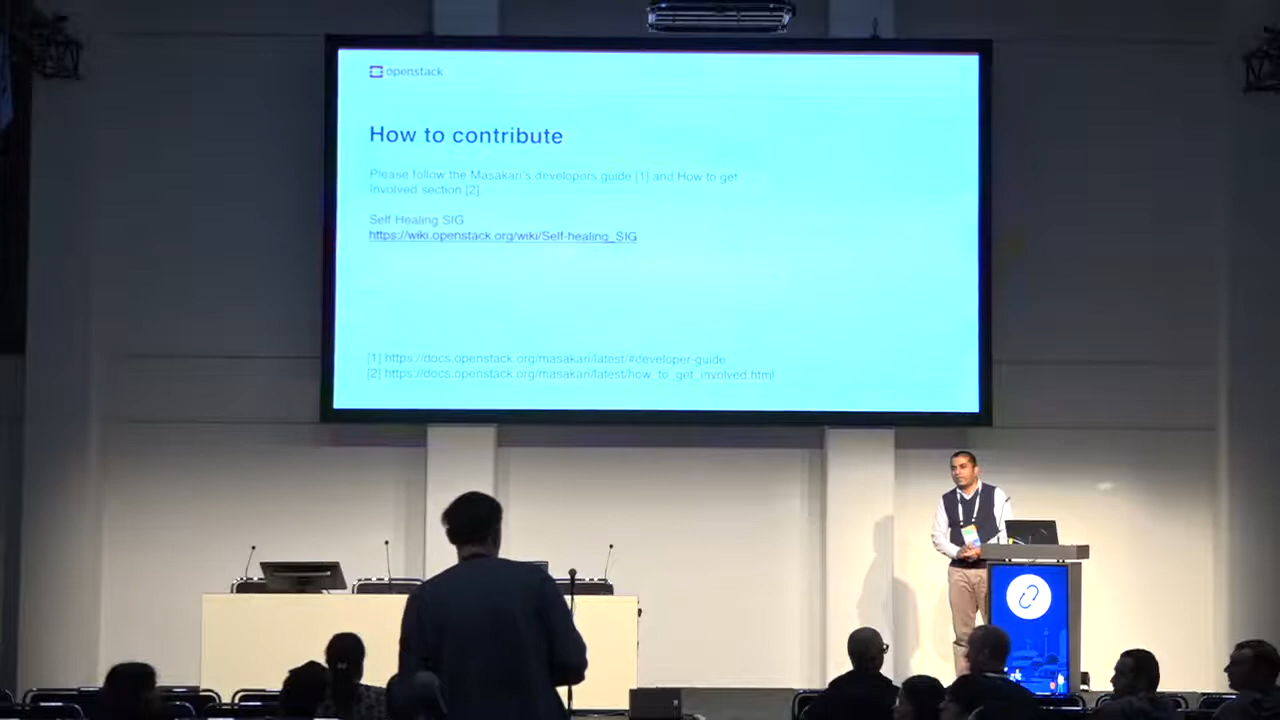 openstack
How to contribute
Please follow the Masakari's developers guide [1] and How to get
Involved section [2]
Self Healing SIG
https://wiki.openstack.org/wiki/Self-healing_SIG
[1] https://docs.openstack.org/masakari/latest/#developer-guide
[2] https://docs.openstack.org/masakari/latest/how_to_get_involved.html